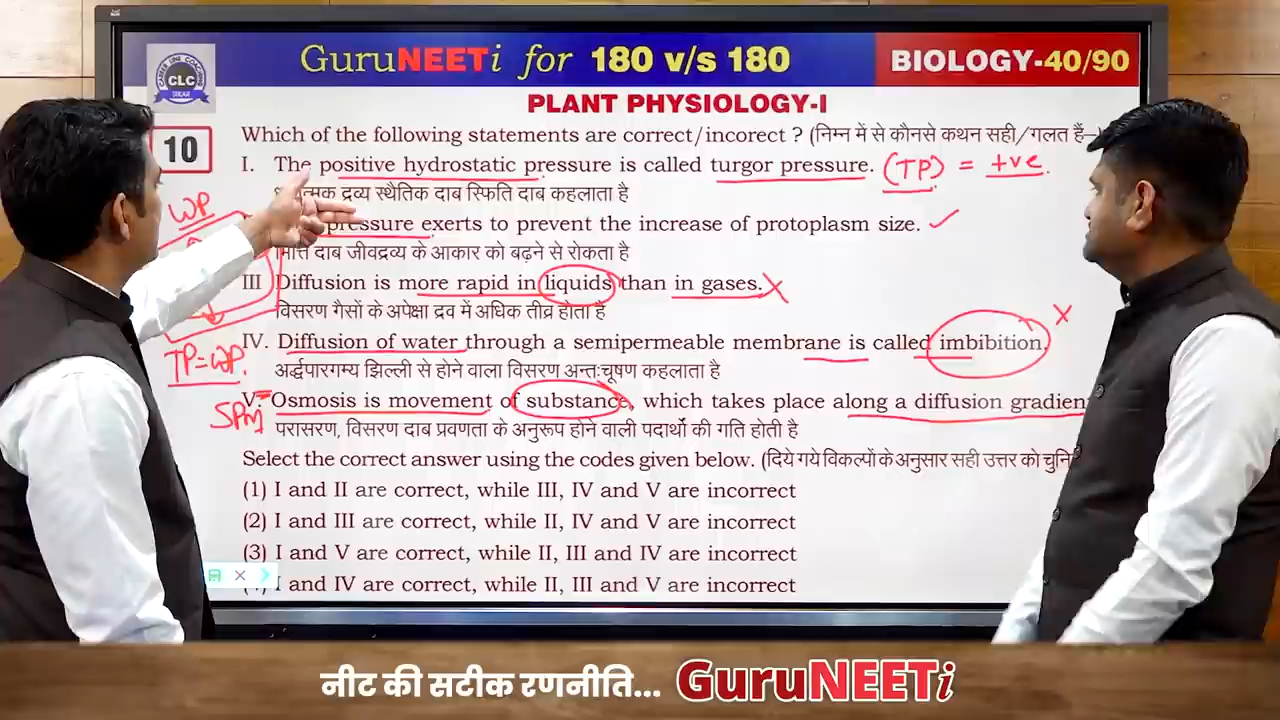 GuruNEETi for 180 v/s 180
BIOLOGY-40/90
CLC
PLANT PHYSIOLOGY-I
10
Which of the following statements are correct/incorect ? (निम्न में से कौनसे कथन सही/गलत हैं-)
I. The positive hydrostatic pressure is called turgor pressure. (TP) = +ve
द्रव्य स्थैतिक दाब स्फिति दाब कहलाता है
WP
pressure exerts to prevent the increase of protoplasm size. ✓
भित्ति दाब जीवद्रव्य के आकार को बढ़ने से रोकता है
III Diffusion is more rapid in liquids than in gases. X
विसरण गैसों के अपेक्षा द्रव में अधिक तीव्र होता है
IV. Diffusion of water through a semipermeable membrane is called imbibition. X
TP=WP
अर्द्धपारगम्य झिल्ली से होने वाला विसरण अन्तःचूषण कहलाता है
V. Osmosis is movement of substance, which takes place along a diffusion gradien
SPM
परासरण, विसरण दाब प्रवणता के अनुरूप होने वाली पदार्थो की गति होती है
Select the correct answer using the codes given below. (दिये गये विकल्पों के अनुसार सही उत्तर को चुनि
(1) I and II are correct, while III, IV and V are incorrect
(2) I and III are correct, while II, IV and V are incorrect
(3) I and V are correct, while II, III and IV are incorrect
I and IV are correct, while II, III and V are incorrect
नीट की सटीक रणनीति... GuruNEETi